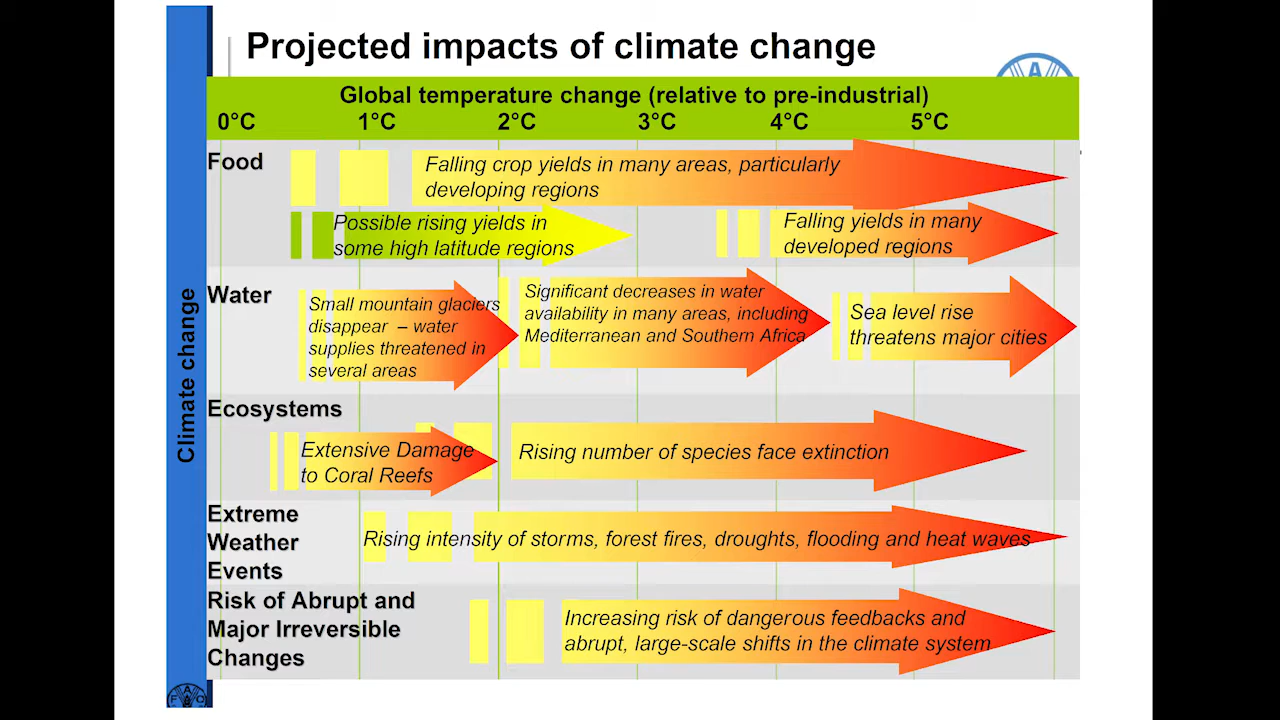 Projected impacts of climate change
A
Global temperature change (relative to pre-industrial)
0°C 1°C 2°C 3°C 4°C 5°C
Food
Falling crop yields in many areas, particularly
developing regions
Possible rising yields in
some high latitude regions
Falling yields in many
developed regions
Water
Small mountain glaciers
disappear – water
supplies threatened in
several areas
Significant decreases in water
availability in many areas, including
Mediterranean and Southern Africa
Sea level rise
threatens major cities
Climate change
Ecosystems
Extensive Damage
to Coral Reefs
Rising number of species face extinction
Extreme
Weather
Events
Rising intensity of storms, forest fires, droughts, flooding and heat waves
Risk of Abrupt and
Major Irreversible
Changes
Increasing risk of dangerous feedbacks and
abrupt, large-scale shifts in the climate system
F A O